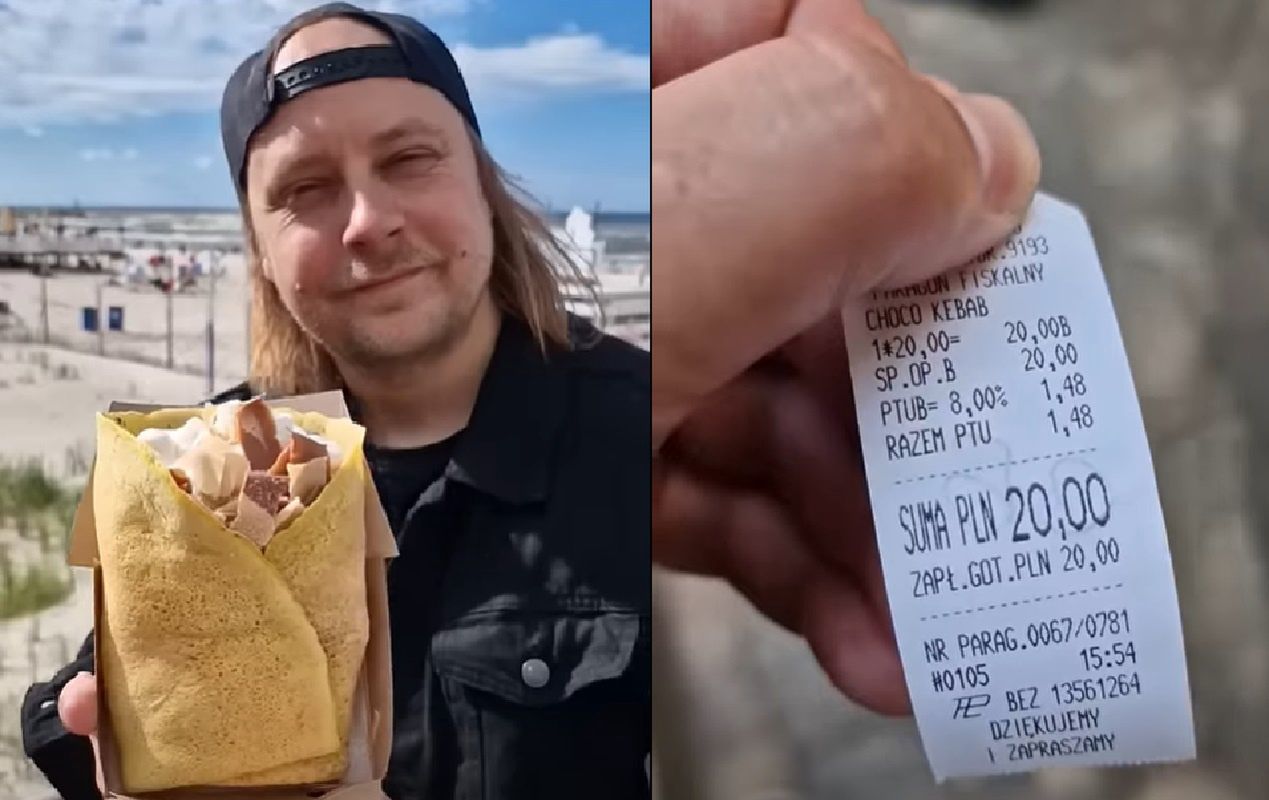 .9193
PARAGON FISKALNY
CHOCO KEBAB
1*20,00= 20,00B
SP.OP.B 20,00
PTUB= 8,00% 1,48
RAZEM PTU 1,48
SUMA PLN 20,00
ZAPŁ.GOT.PLN 20,00
NR PARAG.0067/0781
#0105 15:54
BEZ 13561264
DZIĘKUJEMY
I ZAPRASZAMY